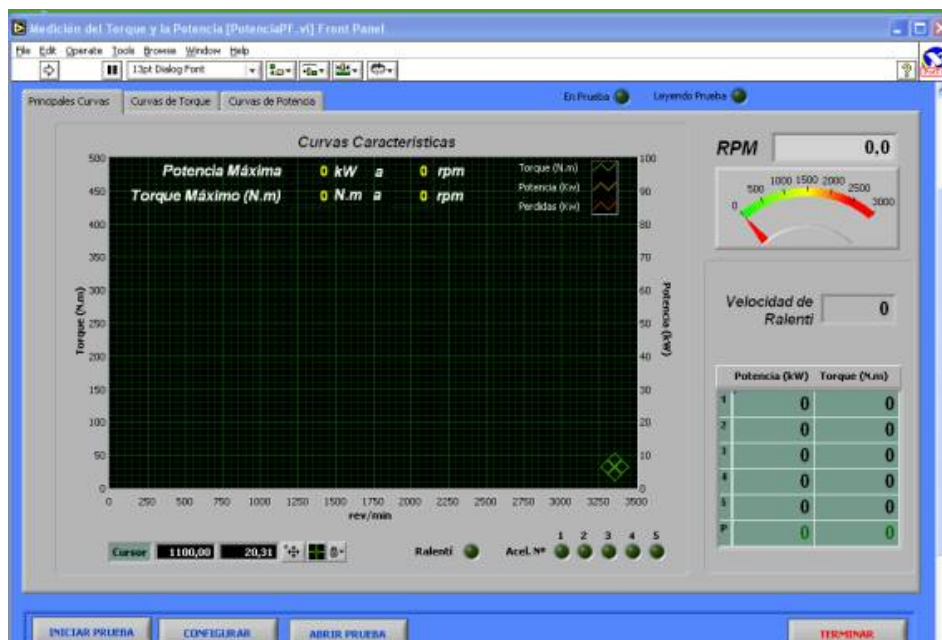 Medición del Torque y la Potencia [PotenciaPF.vi] Front Panel
File Edit Operate Tools Browse Window Help
13pt Dialog Font
Principales Curvas Curvas de Torque Curvas de Potencia En Prueba Leyendo Prueba
Curvas Características
Potencia Máxima 0 kW a 0 rpm
Torque Máximo (N.m) 0 N.m a 0 rpm
Torque (N.m)
Potencia (Kw)
Perdidas (Kw)
500
450
400
350
300
250
200
150
100
50
0
Torque (N.m)
100
90
80
70
60
50
40
30
20
10
0
Potencia (kW)
0 250 500 750 1000 1250 1500 1750 2000 2250 2500 2750 3000 3250 3500
rev/min
Cursor 1100,00 20,31
Ralentí
Acel. Nº 1 2 3 4 5
RPM 0,0
0 500 1000 1500 2000 2500 3000
Velocidad de
Ralenti 0
Potencia (kW) Torque (N.m)
1 0 0
2 0 0
3 0 0
4 0 0
5 0 0
P 0 0
INICIAR PRUEBA CONFIGURAR ABRIR PRUEBA TERMINAR